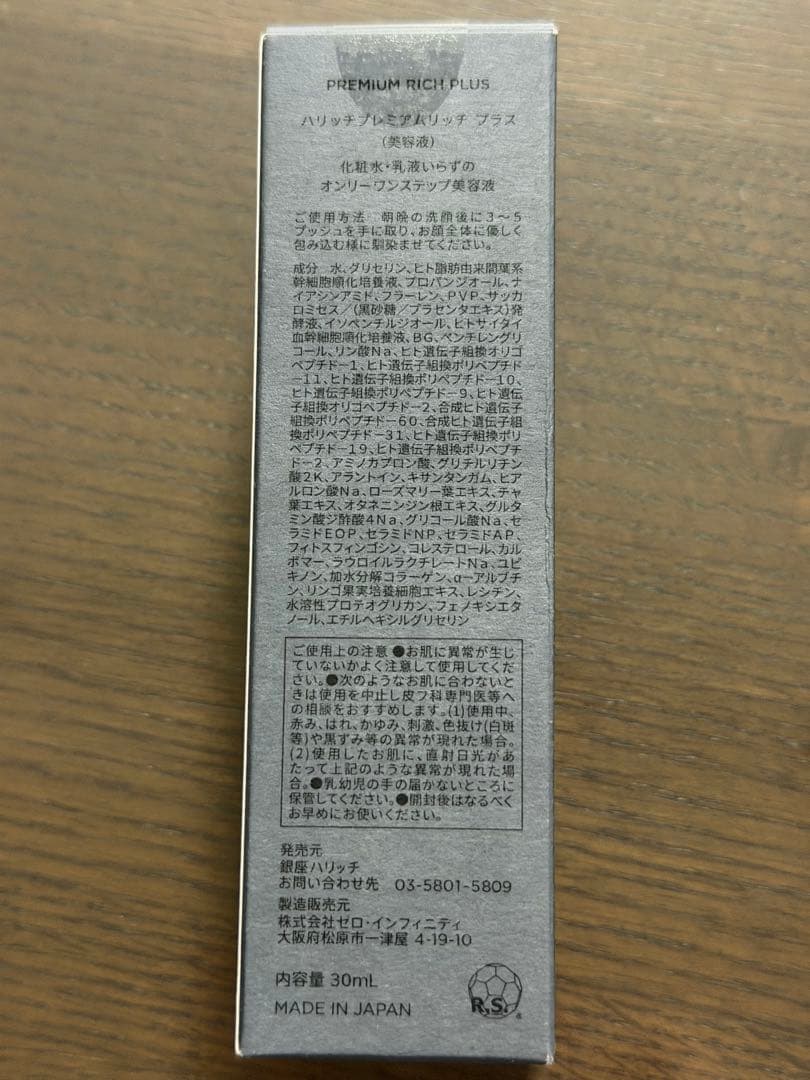 PREMIUM RICH PLUS
ハリッチプレミアムリッチ プラス
(美容液)
化粧水・乳液いらずの
オンリーワンステップ美容液
ご使用方法 朝晩の洗顔後に3〜5
プッシュを手に取り、お顔全体に優しく
包み込む様に馴染ませてください。
成分 水、グリセリン、ヒト脂肪由来間葉系
幹細胞順化培養液、プロパンジオール、ナ
イアシンアミド、フラーレン、PVP、サッカ
ロミセス/(黒砂糖/プラセンタエキス)発
酵液、イソペンチルジオール、ヒトサイタイ
血幹細胞順化培養液、BG、ペンチレングリ
コール、リン酸Na、ヒト遺伝子組換オリゴ
ペプチド-1、ヒト遺伝子組換ポリペプチド
-11、ヒト遺伝子組換ポリペプチド-10、
ヒト遺伝子組換ポリペプチド-9、ヒト遺伝
子組換オリゴペプチド-2、合成ヒト遺伝子
組換ポリペプチド-60、合成ヒト遺伝子組
換ポリペプチド-31、ヒト遺伝子組換ポリ
ペプチド-19、ヒト遺伝子組換ポリペプチ
ド-2、アミノカプロン酸、グリチルリチン
酸2K、アラントイン、キサンタンガム、ヒア
ルロン酸Na、ローズマリー葉エキス、チャ
葉エキス、オタネニンジン根エキス、グルタ
ミン酸ジ酢酸4Na、グリコール酸Na、セ
ラミドEOP、セラミドNP、セラミドAP、
フィトスフィンゴシン、コレステロール、カル
ボマー、ラウロイルラクチレートNa、ユビ
キノン、加水分解コラーゲン、α-アルブチ
ン、リンゴ果実培養細胞エキス、レシチン、
水溶性プロテオグリカン、フェノキシエタ
ノール、エチルヘキシルグリセリン
ご使用上の注意 ●お肌に異常が生じ
ていないかよく注意して使用してくだ
さい。●次のようなお肌に合わないと
きは使用を中止し皮フ科専門医等へ
の相談をおすすめします。(1)使用中、
赤み、はれ、かゆみ、刺激、色抜け(白斑
等)や黒ずみ等の異常が現れた場合。
(2)使用したお肌に、直射日光があ
たって上記のような異常が現れた場
合。●乳幼児の手の届かないところに
保管してください。●開封後はなるべく
お早めにお使いください。
発売元
銀座ハリッチ
お問い合わせ先 03-5801-5809
製造販売元
株式会社ゼロ・インフィニティ
大阪府松原市一津屋 4-19-10
内容量 30mL
MADE IN JAPAN
R.S.